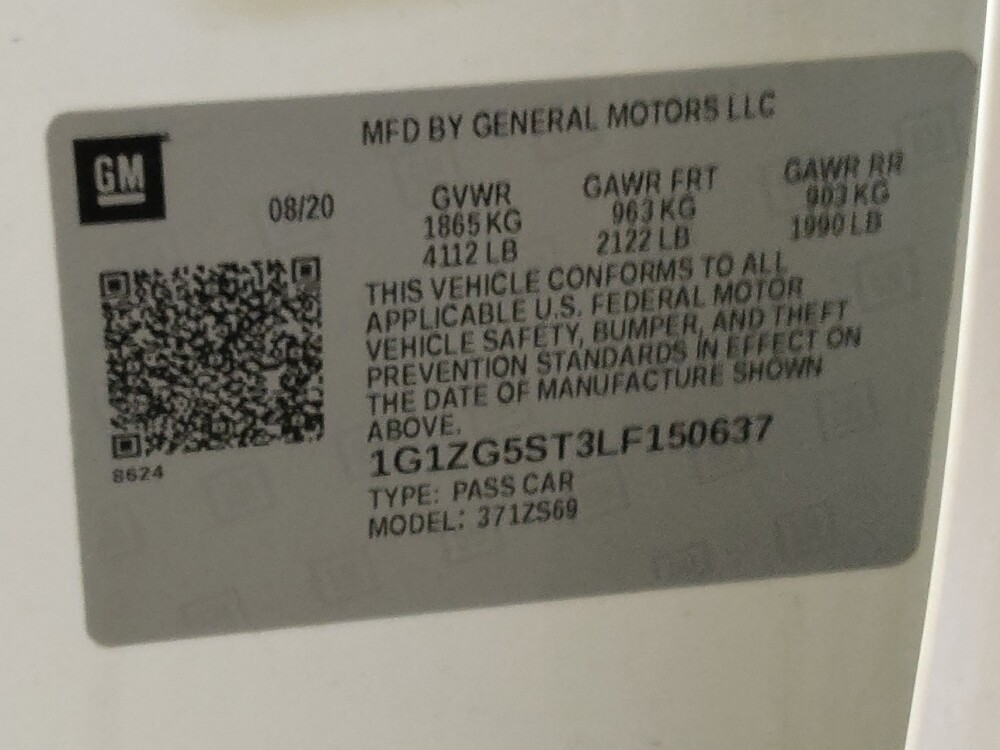 MFD BY GENERAL MOTORS LLC
GM
08/20
GVWR
1865 KG
4112 LB
GAWR FRT
963 KG
2122 LB
GAWR RR
903 KG
1990 LB
THIS VEHICLE CONFORMS TO ALL
APPLICABLE U.S. FEDERAL MOTOR
VEHICLE SAFETY, BUMPER, AND THEFT
PREVENTION STANDARDS IN EFFECT ON
THE DATE OF MANUFACTURE SHOWN
ABOVE.
1G1ZG5ST3LF150637
8624
TYPE: PASS CAR
MODEL: 371ZS69